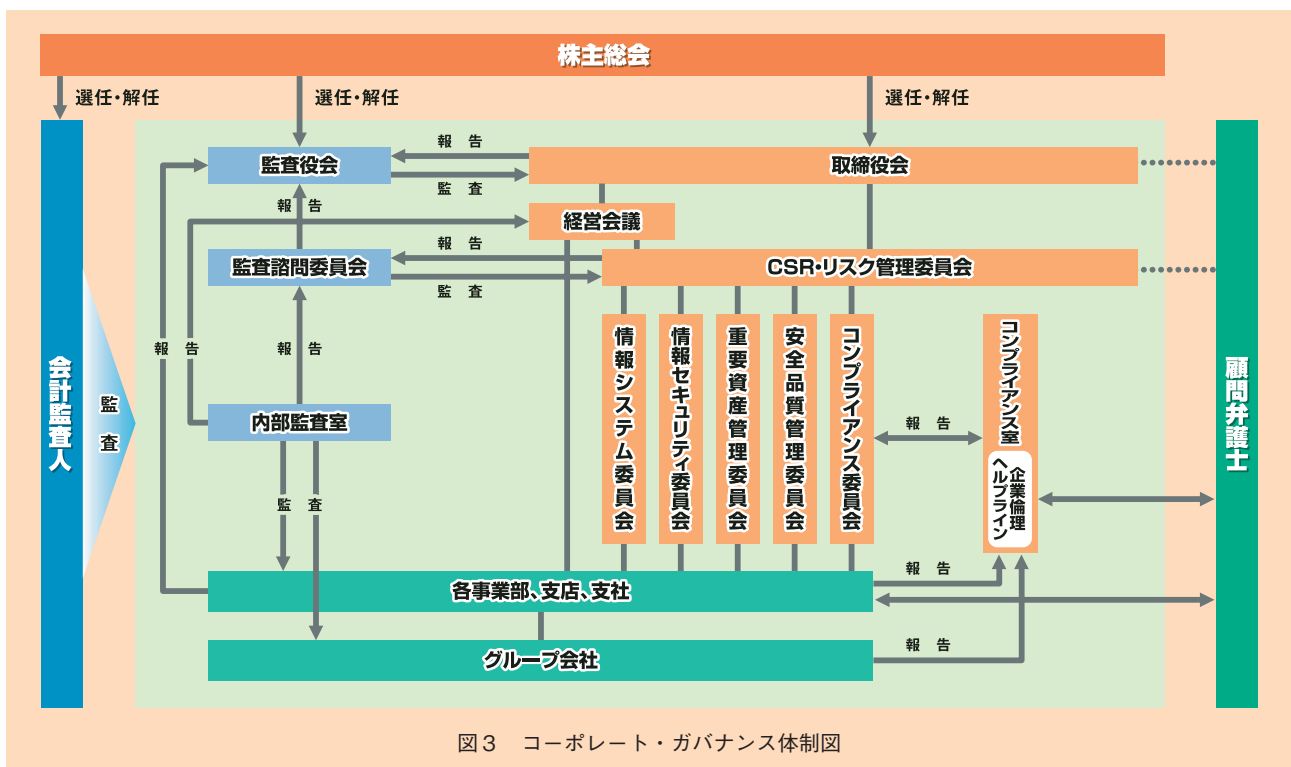 株主総会
選任・解任
選任・解任
選任・解任
監査役会
報 告
監 査
取締役会
報 告
経営会議
監査諮問委員会
報 告
監 査
CSR・リスク管理委員会
報 告
報 告
内部監査室
監 査
会計監査人
監査
情報システム委員会
情報セキュリティ委員会
重要資産管理委員会
安全品質管理委員会
コンプライアンス委員会
報 告
コンプライアンス室
企業倫理
ヘルプライン
顧問弁護士
各事業部、支店、支社
報 告
グループ会社
報 告
図３　コーポレート・ガバナンス体制図